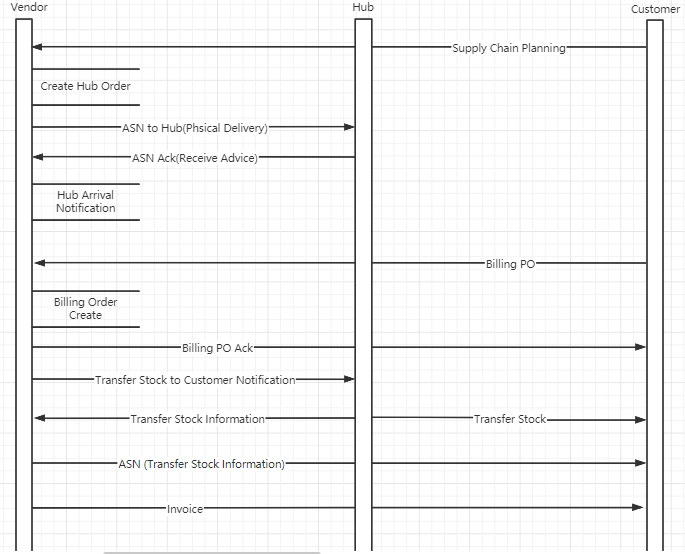 Vendor
Hub
Customer
Supply Chain Planning
Create Hub Order
ASN to Hub(Phsical Delivery)
ASN Ack(Receive Advice)
Hub Arrival
Notification
Billing PO
Billing Order
Create
Billing PO Ack
Transfer Stock to Customer Notification
Transfer Stock Information
Transfer Stock
ASN (Transfer Stock Information)
Invoice